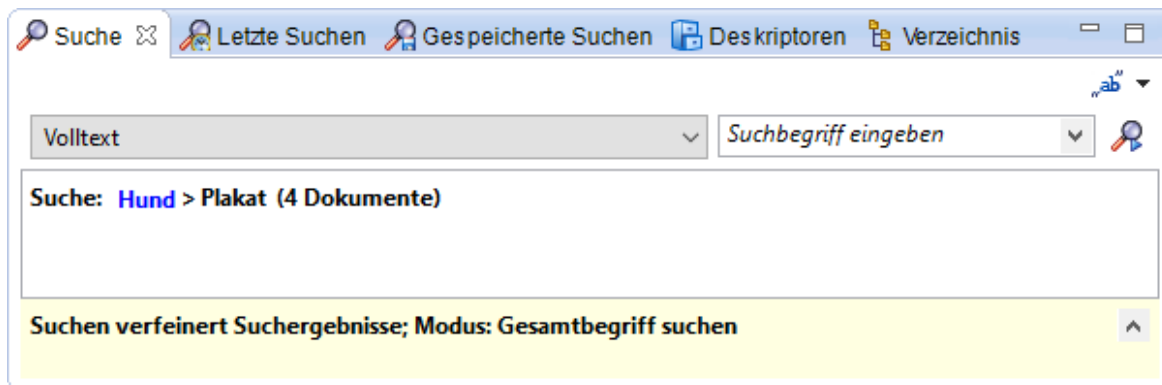 Suche Letzte Suchen Gespeicherte Suchen Deskriptoren Verzeichnis
„ab“
Volltext Suchbegriff eingeben
Suche: Hund > Plakat (4 Dokumente)
Suchen verfeinert Suchergebnisse; Modus: Gesamtbegriff suchen